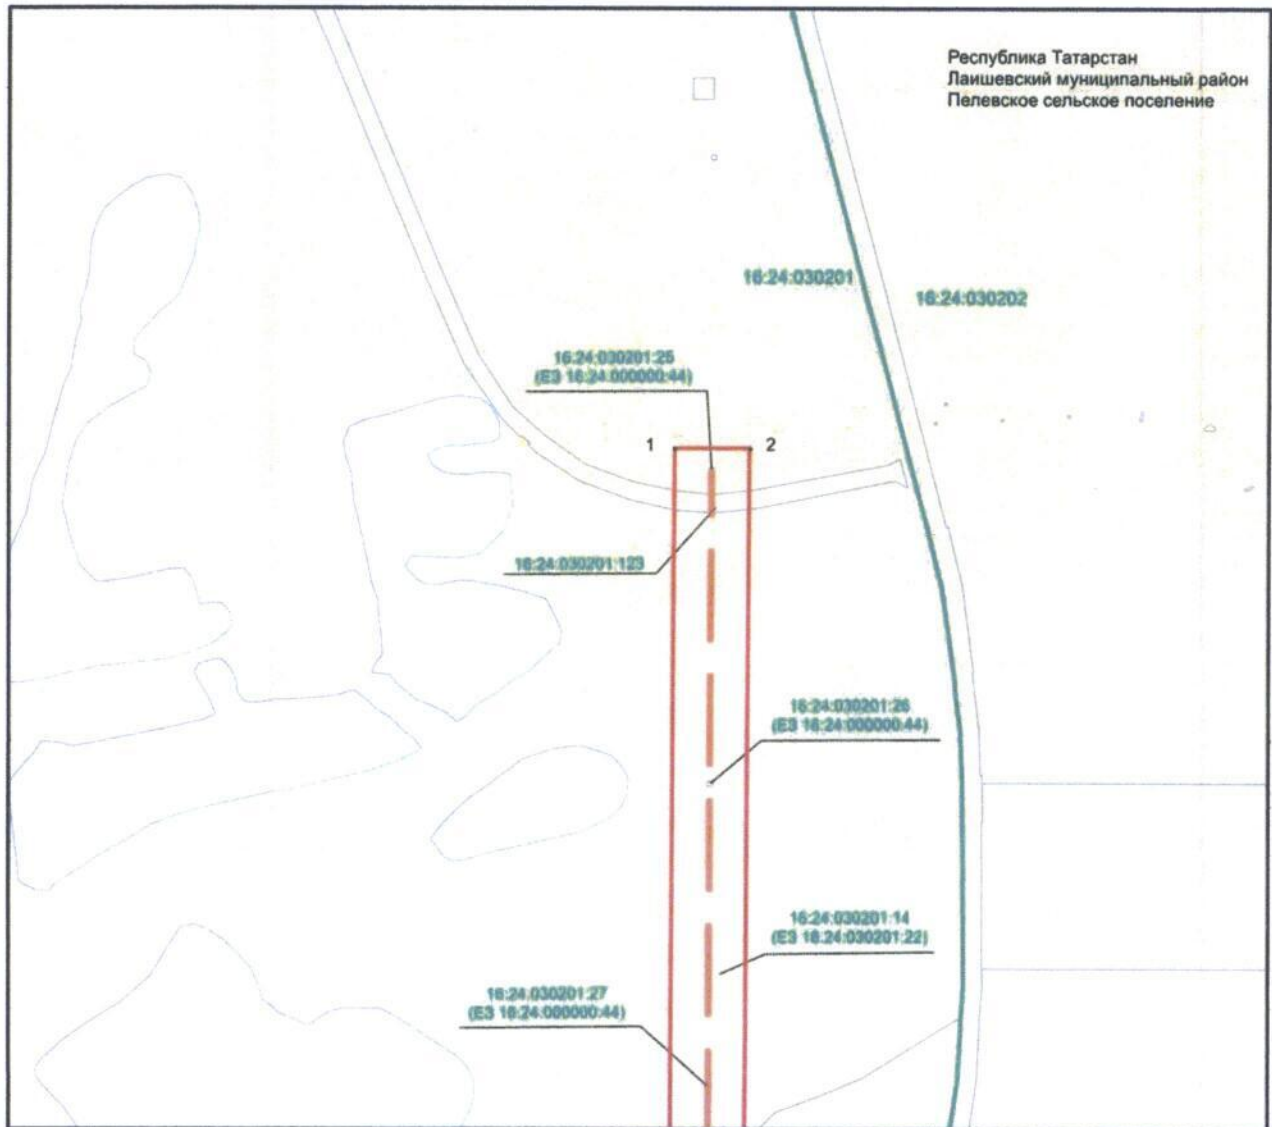 Республика Татарстан
Лаишевский муниципальный район
Пелевское сельское поселение
16:24:030201
16:24:030202
16:24:030201:25
(ЕЗ 16:24:000000:44)
1
2
16:24:030201:123
16:24:030201:26
(ЕЗ 16:24:000000:44)
16:24:030201:14
(ЕЗ 16:24:030201:22)
16:24:030201:27
(ЕЗ 16:24:000000:44)